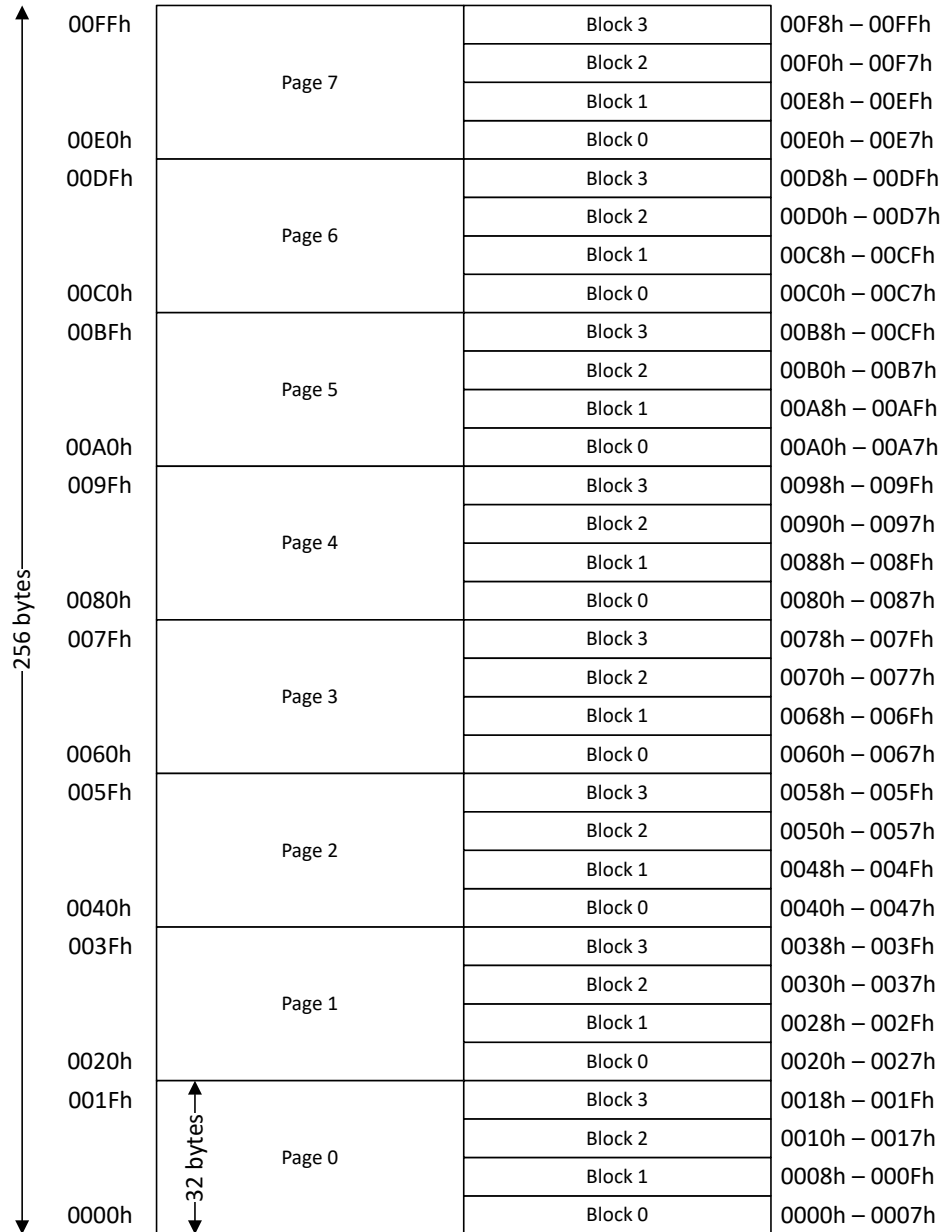 00FFh Block 3 00F8h – 00FFh
Block 2 00F0h – 00F7h
Page 7
Block 1 00E8h – 00EFh
00E0h Block 0 00E0h – 00E7h
00DFh Block 3 00D8h – 00DFh
Block 2 00D0h – 00D7h
Page 6
Block 1 00C8h – 00CFh
00C0h Block 0 00C0h – 00C7h
00BFh Block 3 00B8h – 00CFh
Block 2 00B0h – 00B7h
Page 5
Block 1 00A8h – 00AFh
00A0h Block 0 00A0h – 00A7h
009Fh Block 3 0098h – 009Fh
Block 2 0090h – 0097h
Page 4
Block 1 0088h – 008Fh
0080h Block 0 0080h – 0087h
256 bytes
007Fh Block 3 0078h – 007Fh
Block 2 0070h – 0077h
Page 3
Block 1 0068h – 006Fh
0060h Block 0 0060h – 0067h
005Fh Block 3 0058h – 005Fh
Block 2 0050h – 0057h
Page 2
Block 1 0048h – 004Fh
0040h Block 0 0040h – 0047h
003Fh Block 3 0038h – 003Fh
Block 2 0030h – 0037h
Page 1
Block 1 0028h – 002Fh
0020h Block 0 0020h – 0027h
001Fh Block 3 0018h – 001Fh
32 bytes
Block 2 0010h – 0017h
Page 0
Block 1 0008h – 000Fh
0000h Block 0 0000h – 0007h